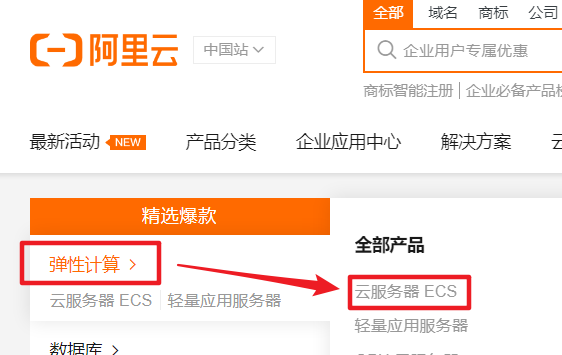 全部 域名 商标 公司
阿里云 中国站
企业用户专属优惠
商标智能注册 企业必备产品
最新活动 NEW 产品分类 企业应用中心 解决方案
精选爆款
弹性计算
云服务器 ECS 轻量应用服务器
数据库
全部产品
云服务器 ECS
轻量应用服务器